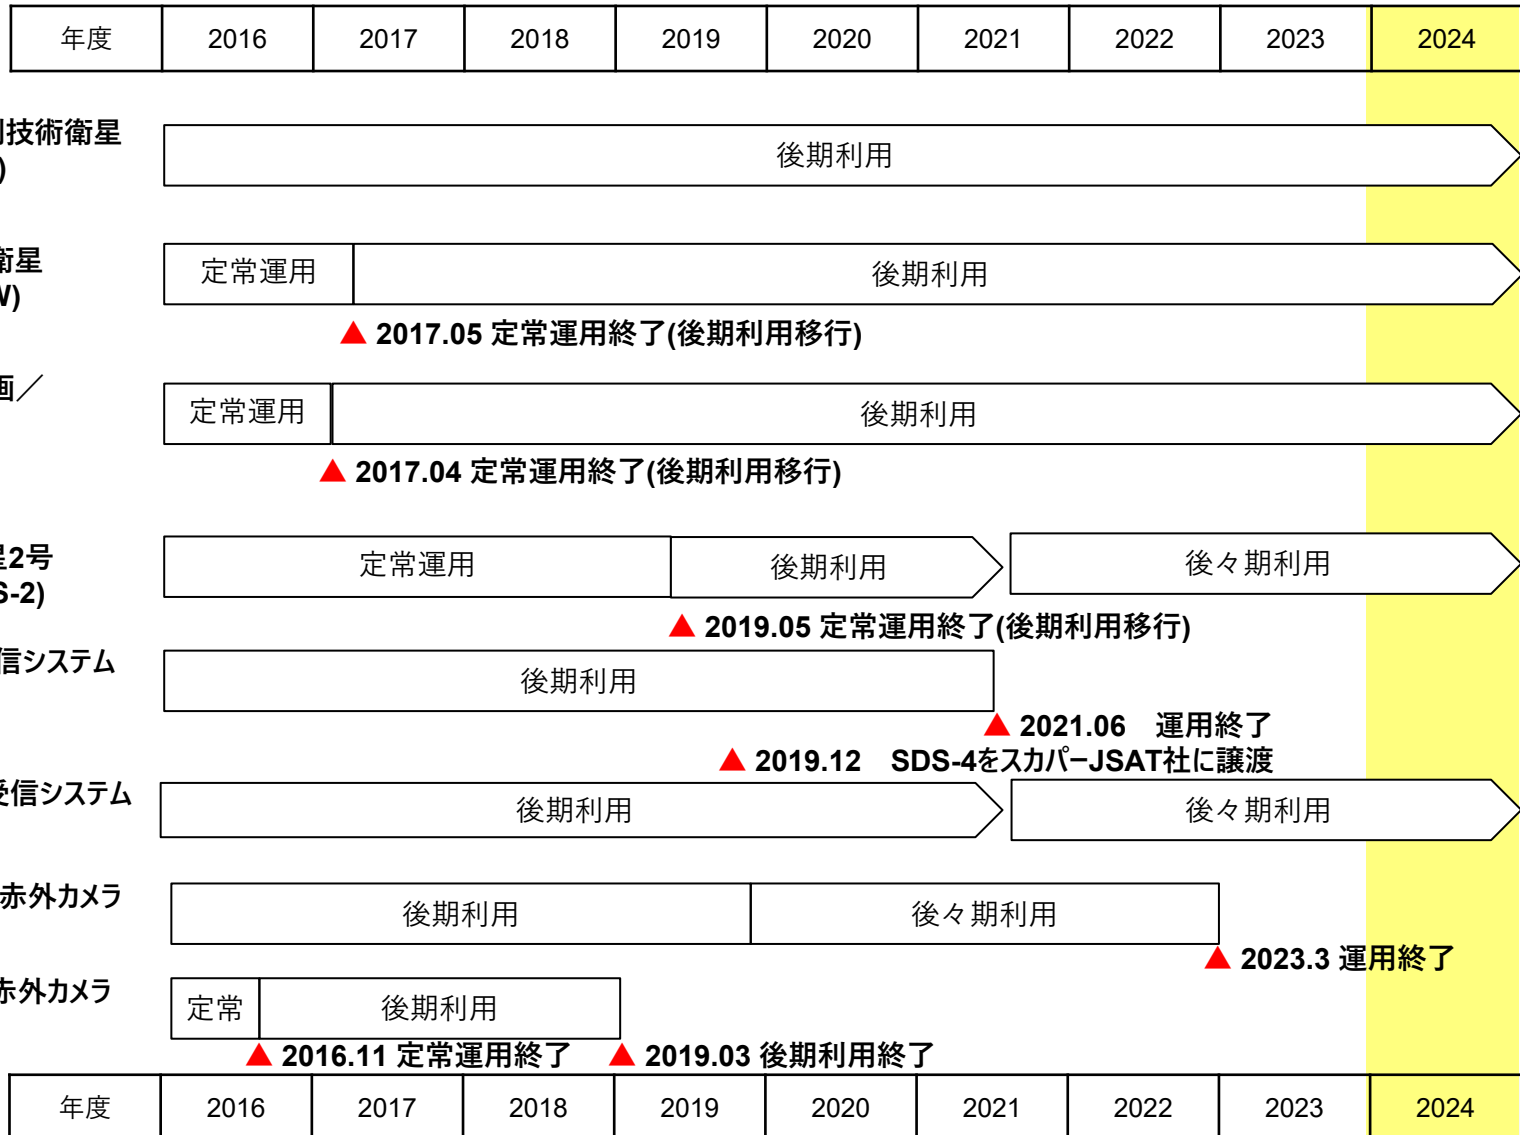 年度 2016 2017 2018 2019 2020 2021 2022 2023 2024
技術衛星
)
後期利用
衛星
W)
定常運用 後期利用
▲ 2017.05 定常運用終了(後期利用移行)
画／
定常運用 後期利用
▲ 2017.04 定常運用終了(後期利用移行)
星2号
S-2)
定常運用 後期利用 後々期利用
▲ 2019.05 定常運用終了(後期利用移行)
信システム
後期利用
▲ 2021.06 運用終了
▲ 2019.12 SDS-4をスカパーJSAT社に譲渡
受信システム
後期利用 後々期利用
赤外カメラ
後期利用 後々期利用
▲ 2023.3 運用終了
赤外カメラ
定常 後期利用
▲ 2016.11 定常運用終了 ▲ 2019.03 後期利用終了
年度 2016 2017 2018 2019 2020 2021 2022 2023 2024